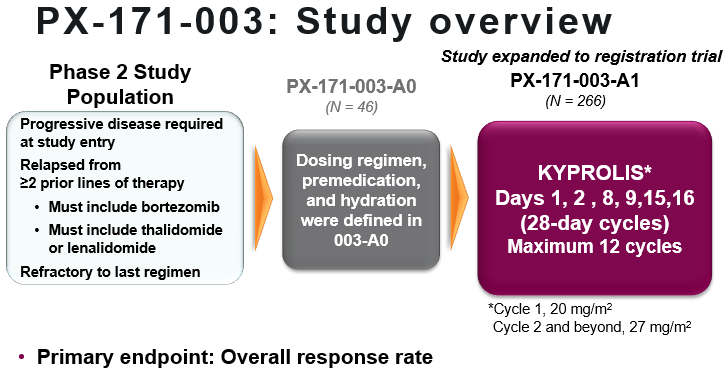 PX-171-003: Study overview
Phase 2 Study
Population
Progressive disease required
at study entry
Relapsed from
≥2 prior lines of therapy
• Must include bortezomib
• Must include thalidomide
or lenalidomide
Refractory to last regimen
PX-171-003-A0
(N = 46)
Dosing regimen,
premedication,
and hydration
were defined in
003-A0
Study expanded to registration trial
PX-171-003-A1
(N = 266)
KYPROLIS*
Days 1, 2 , 8, 9,15,16
(28-day cycles)
Maximum 12 cycles
*Cycle 1, 20 mg/m²
Cycle 2 and beyond, 27 mg/m²
• Primary endpoint: Overall response rate